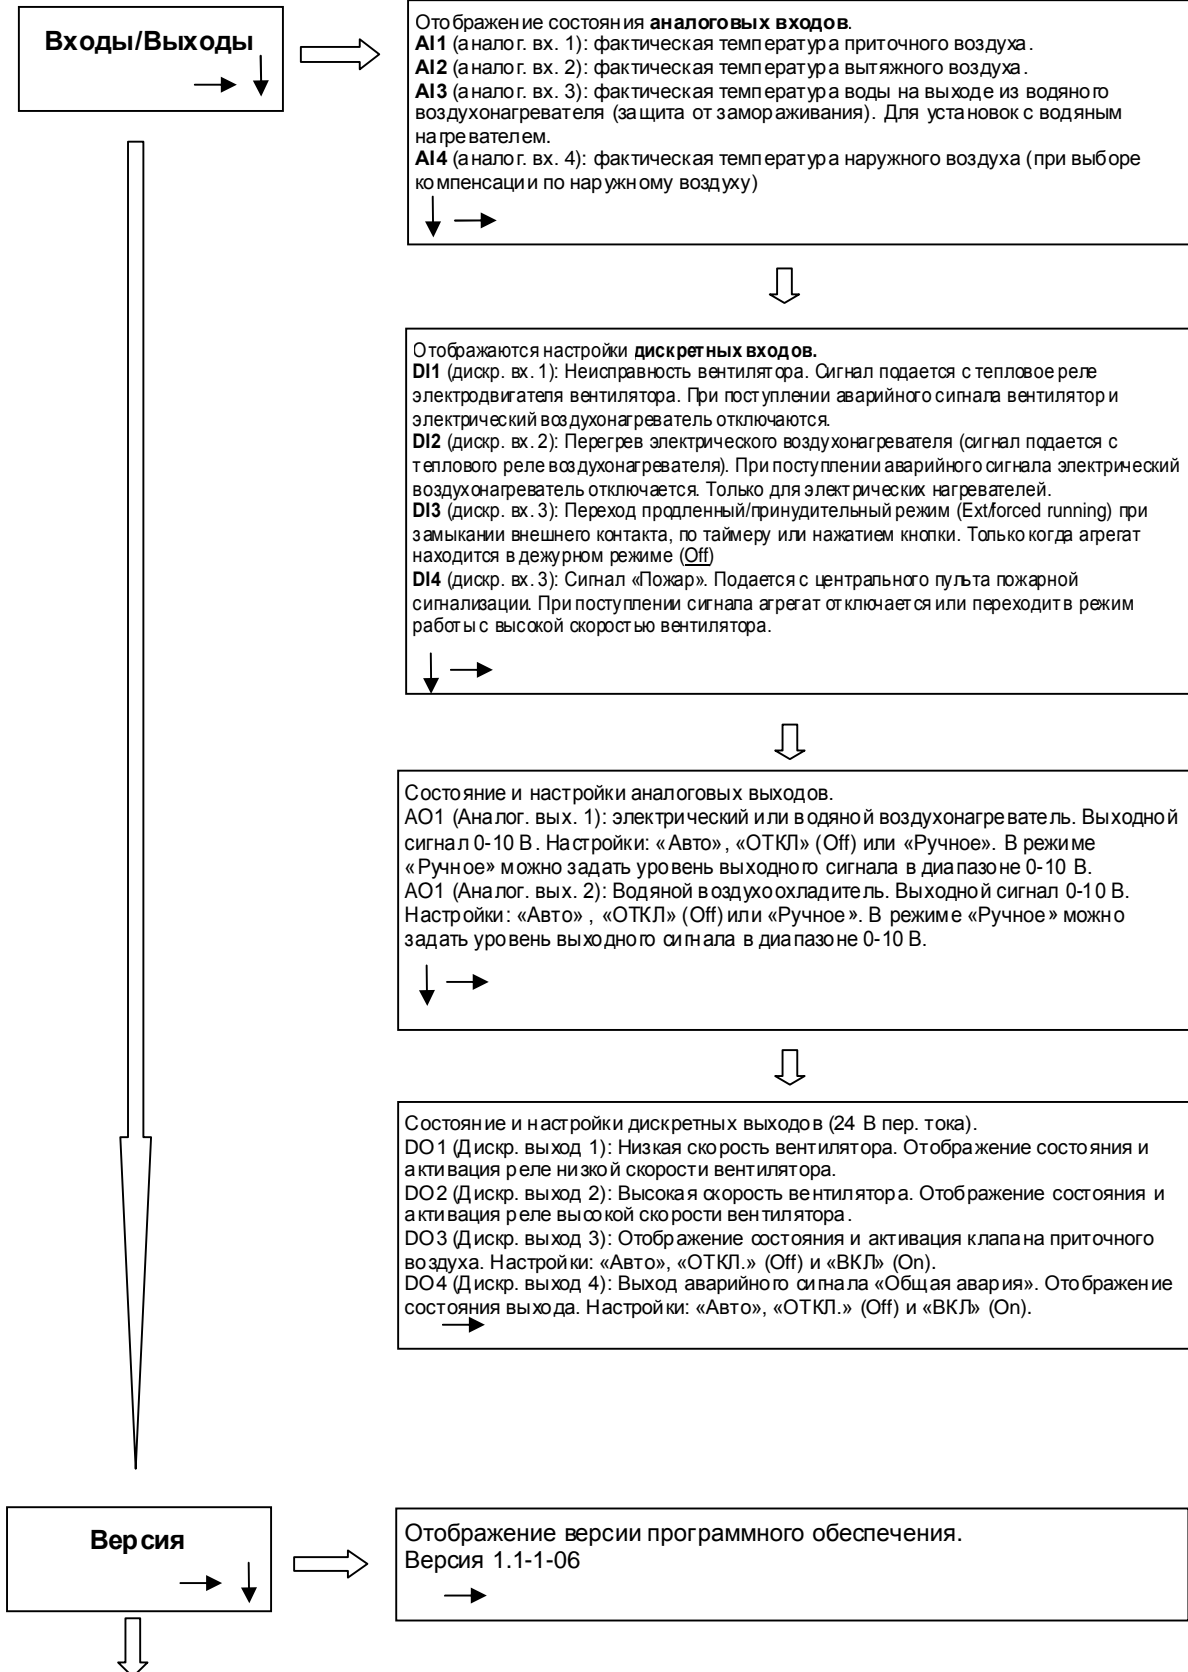 Входы/Выходы
Отображение состояния аналоговых входов.
AI1 (аналог. вх. 1): фактическая температура приточного воздуха.
AI2 (аналог. вх. 2): фактическая температура вытяжного воздуха.
AI3 (аналог. вх. 3): фактическая температура воды на выходе из водяного
воздухонагревателя (защита от замораживания). Для установок с водяным
нагревателем.
AI4 (аналог. вх. 4): фактическая температура наружного воздуха (при выборе
компенсации по наружному воздуху)
Отображаются настройки дискретных входов.
DI1 (дискр. вх. 1): Неисправность вентилятора. Сигнал подается с тепловое реле
электродвигателя вентилятора. При поступлении аварийного сигнала вентилятор и
электрический воздухонагреватель отключаются.
DI2 (дискр. вх. 2): Перегрев электрического воздухонагревателя (сигнал подается с
теплового реле воздухонагревателя). При поступлении аварийного сигнала электрический
воздухонагреватель отключается. Только для электрических нагревателей.
DI3 (дискр. вх. 3): Переход продленный/принудительный режим (Ext/forced running) при
замыкании внешнего контакта, по таймеру или нажатием кнопки. Только когда агрегат
находится в дежурном режиме (Off)
DI4 (дискр. вх. 3): Сигнал «Пожар». Подается с центрального пульта пожарной
сигнализации. При поступлении сигнала агрегат отключается или переходит в режим
работы с высокой скоростью вентилятора.
Состояние и настройки аналоговых выходов.
AO1 (Аналог. вых. 1): электрический или водяной воздухонагреватель. Выходной
сигнал 0-10 В. Настройки: «Авто», «ОТКЛ» (Off) или «Ручное». В режиме
«Ручное» можно задать уровень выходного сигнала в диапазоне 0-10 В.
AO1 (Аналог. вых. 2): Водяной воздухоохладитель. Выходной сигнал 0-10 В.
Настройки: «Авто» , «ОТКЛ» (Off) или «Ручное». В режиме «Ручное» можно
задать уровень выходного сигнала в диапазоне 0-10 В.
Состояние и настройки дискретных выходов (24 В пер. тока).
DO1 (Дискр. выход 1): Низкая скорость вентилятора. Отображение состояния и
активация реле низкой скорости вентилятора.
DO2 (Дискр. выход 2): Высокая скорость вентилятора. Отображение состояния и
активация реле высокой скорости вентилятора.
DO3 (Дискр. выход 3): Отображение состояния и активация клапана приточного
воздуха. Настройки: «Авто», «ОТКЛ.» (Off) и «ВКЛ» (On).
DO4 (Дискр. выход 4): Выход аварийного сигнала «Общая авария». Отображение
состояния выхода. Настройки: «Авто», «ОТКЛ.» (Off) и «ВКЛ» (On).
Версия
Отображение версии программного обеспечения.
Версия 1.1-1-06